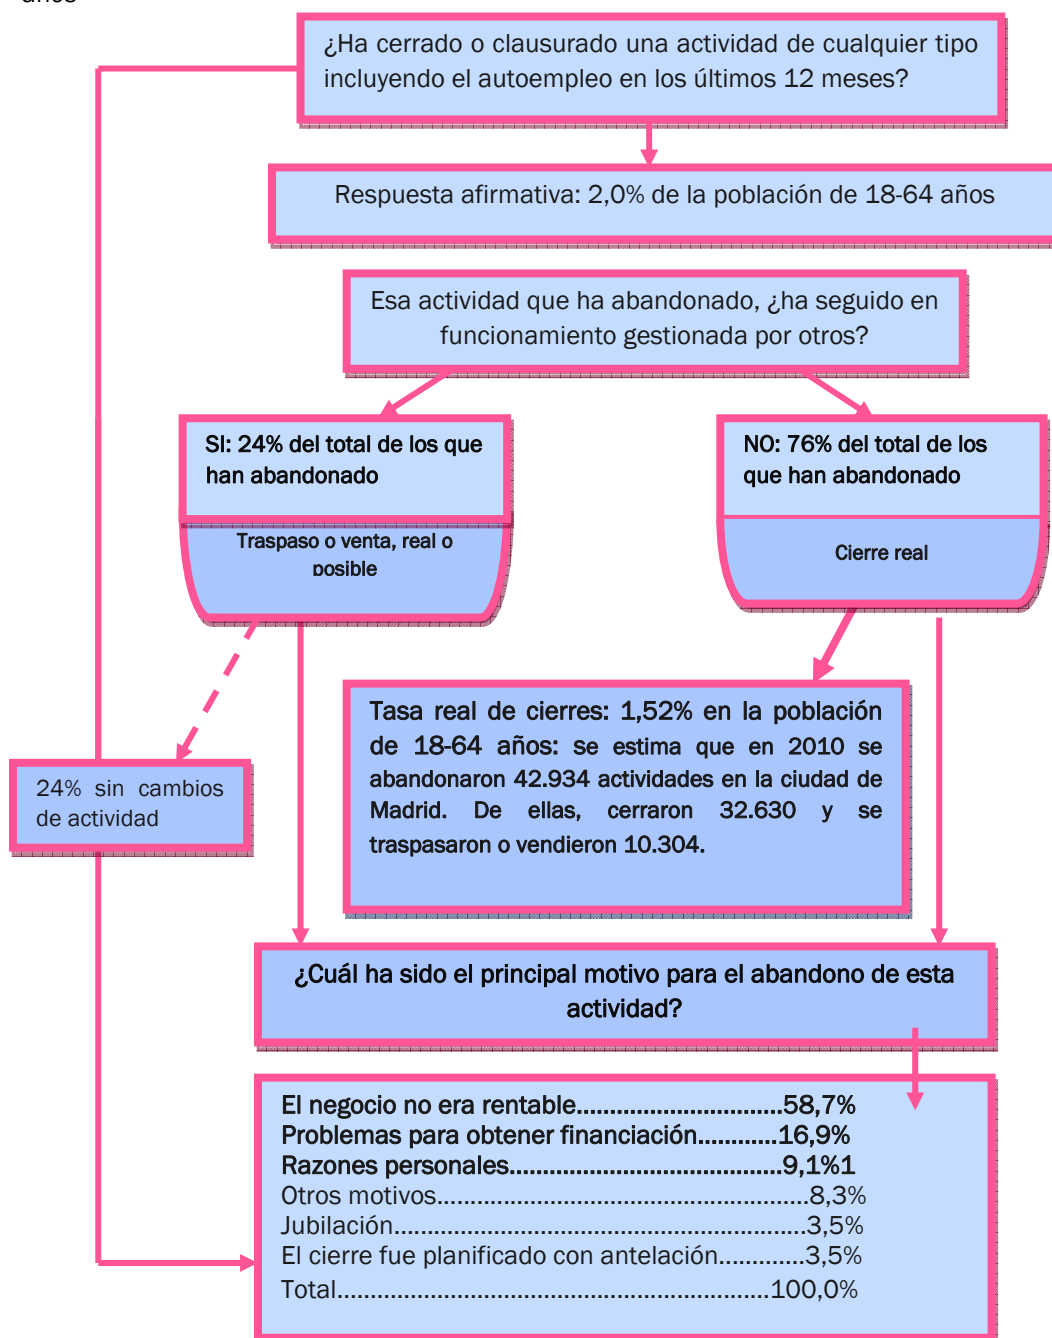 años
¿Ha cerrado o clausurado una actividad de cualquier tipo
incluyendo el autoempleo en los últimos 12 meses?
Respuesta afirmativa: 2,0% de la población de 18-64 años
Esa actividad que ha abandonado, ¿ha seguido en
funcionamiento gestionada por otros?
SI: 24% del total de los que
han abandonado
Traspaso o venta, real o
posible
NO: 76% del total de los
que han abandonado
Cierre real
Tasa real de cierres: 1,52% en la población
de 18-64 años: se estima que en 2010 se
abandonaron 42.934 actividades en la ciudad de
Madrid. De ellas, cerraron 32.630 y se
traspasaron o vendieron 10.304.
24% sin cambios
de actividad
¿Cuál ha sido el principal motivo para el abandono de esta
actividad?
El negocio no era rentable...............................58,7%
Problemas para obtener financiación............16,9%
Razones personales.........................................9,1%1
Otros motivos.......................................................8,3%
Jubilación..............................................................3,5%
El cierre fue planificado con antelación.............3,5%
Total.................................................................100,0%